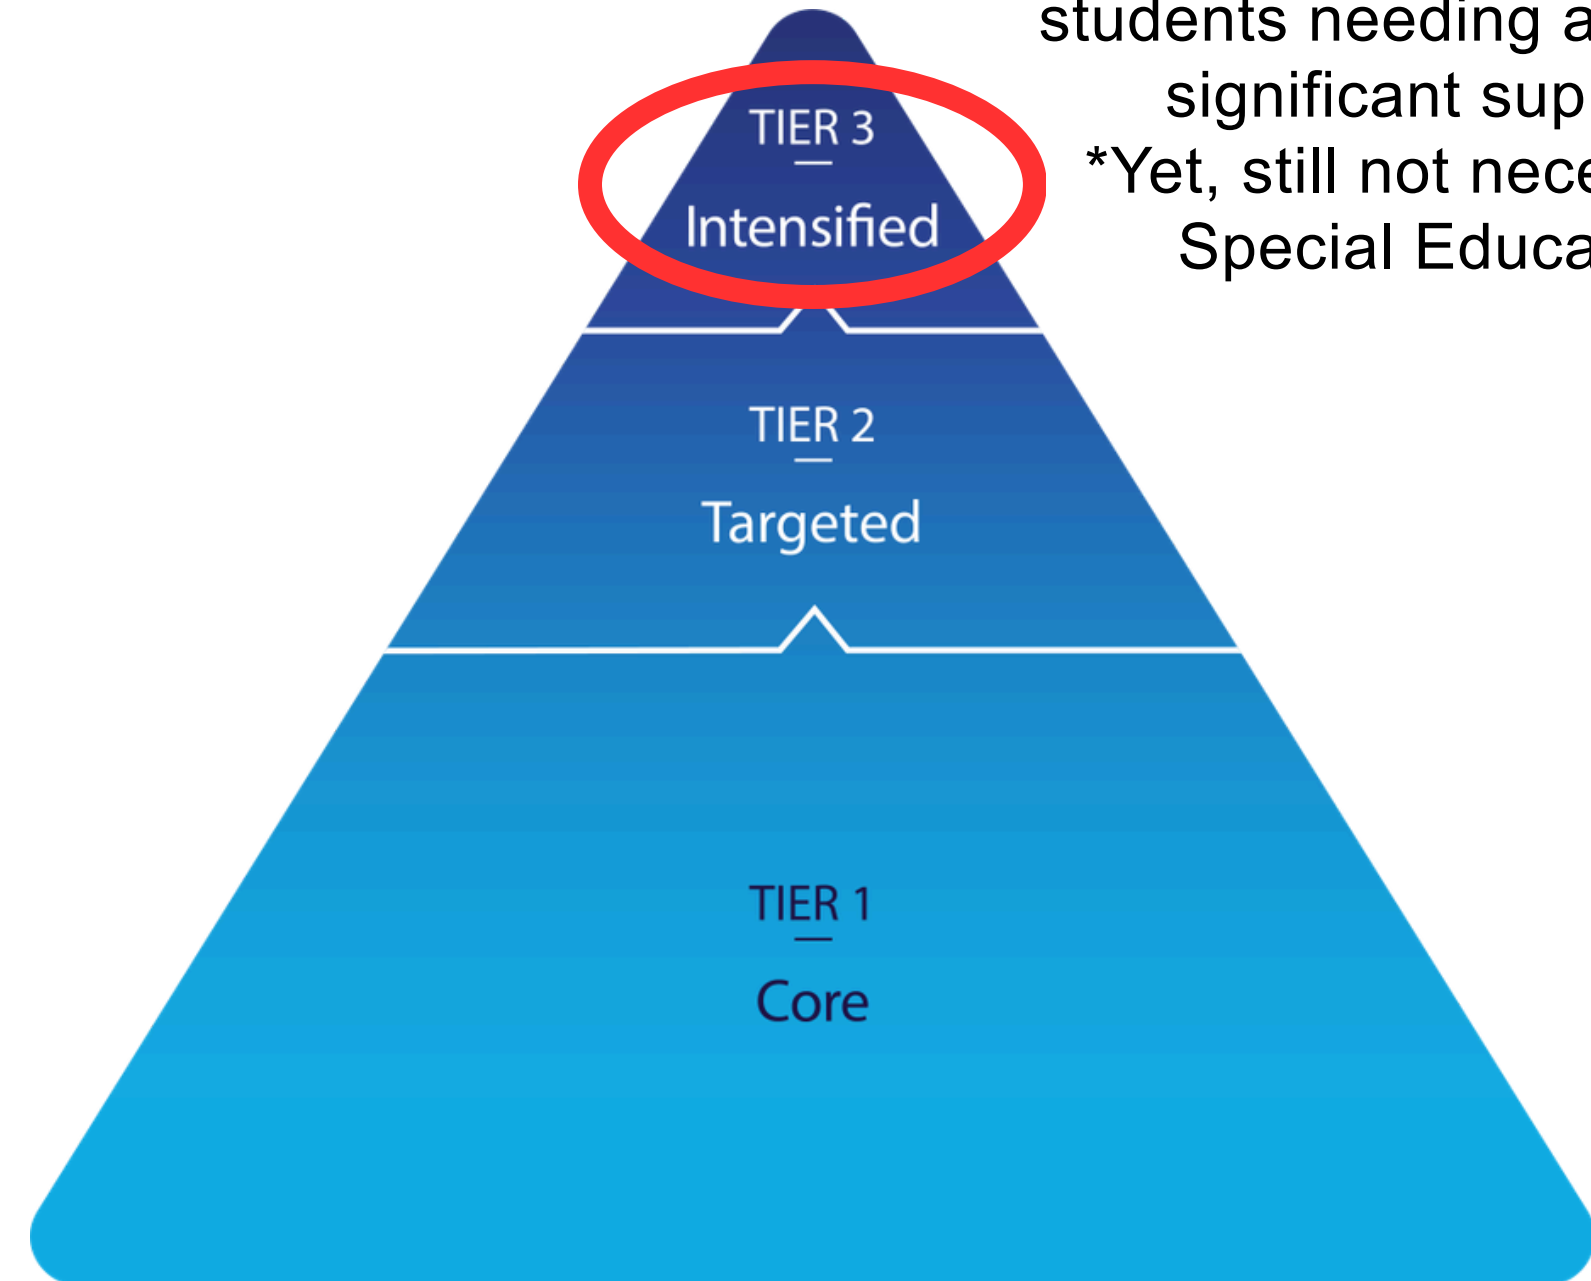 students needing a
significant sup
*Yet, still not nece
Special Educa
TIER 3
Intensified
TIER 2
Targeted
TIER 1
Core